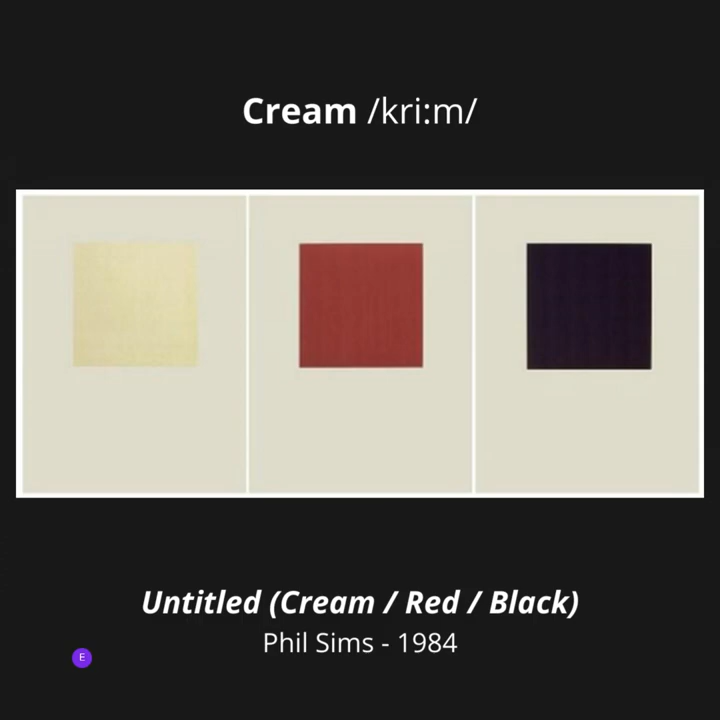 Cream /kri:m/
Untitled (Cream / Red / Black)
Phil Sims - 1984
E